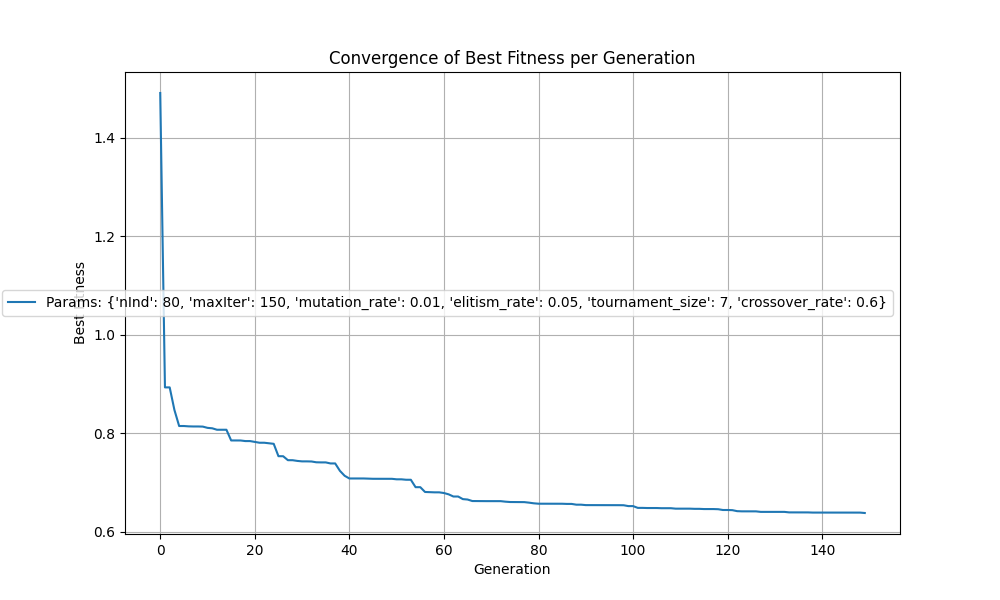 Convergence of Best Fitness per Generation
1.4
1.2
1.0
0.8
0.6
Best
ness
Params: {'nInd': 80, 'maxIter': 150, 'mutation_rate': 0.01, 'elitism_rate': 0.05, 'tournament_size': 7, 'crossover_rate': 0.6}
0 20 40 60 80 100 120 140
Generation